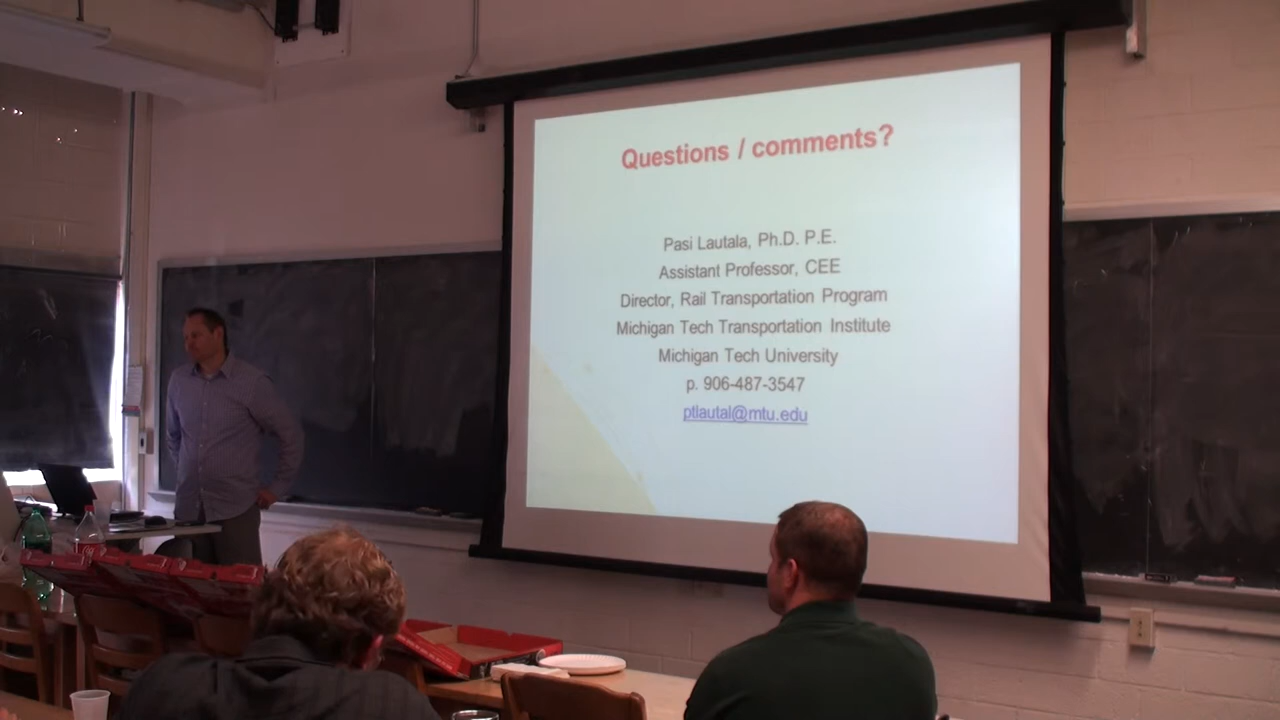 Questions / comments?
Pasi Lautala, Ph.D. P.E.
Assistant Professor, CEE
Director, Rail Transportation Program
Michigan Tech Transportation Institute
Michigan Tech University
p. 906-487-3547
ptlautal@mtu.edu